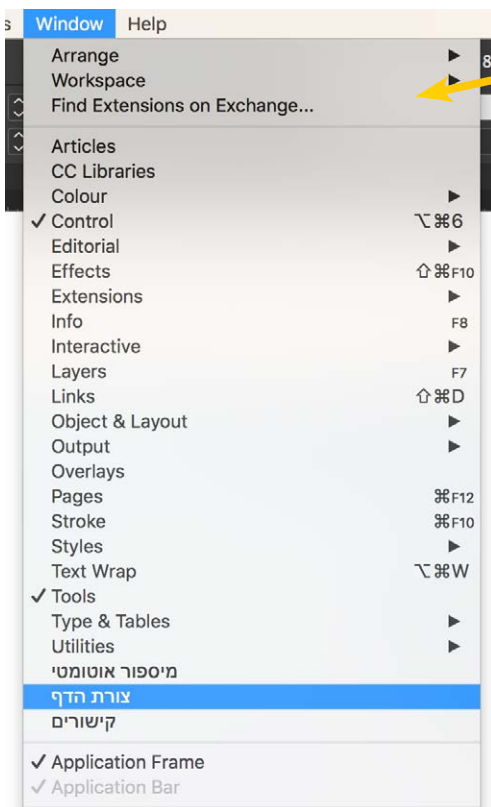 s Window Help
Arrange ▶
8
Workspace ▶
Find Extensions on Exchange...
Articles
CC Libraries
Colour ▶
✓ Control ⌥⌘6
Editorial ▶
Effects ⇧⌘F10
Extensions ▶
Info F8
Interactive ▶
Layers F7
Links ⇧⌘D
Object & Layout ▶
Output ▶
Overlays
Pages ⌘F12
Stroke ⌘F10
Styles ▶
Text Wrap ⌥⌘W
✓ Tools
Type & Tables ▶
Utilities ▶
מיספור אוטומטי
צורת הדף
קישורים
✓ Application Frame
✓ Application Bar